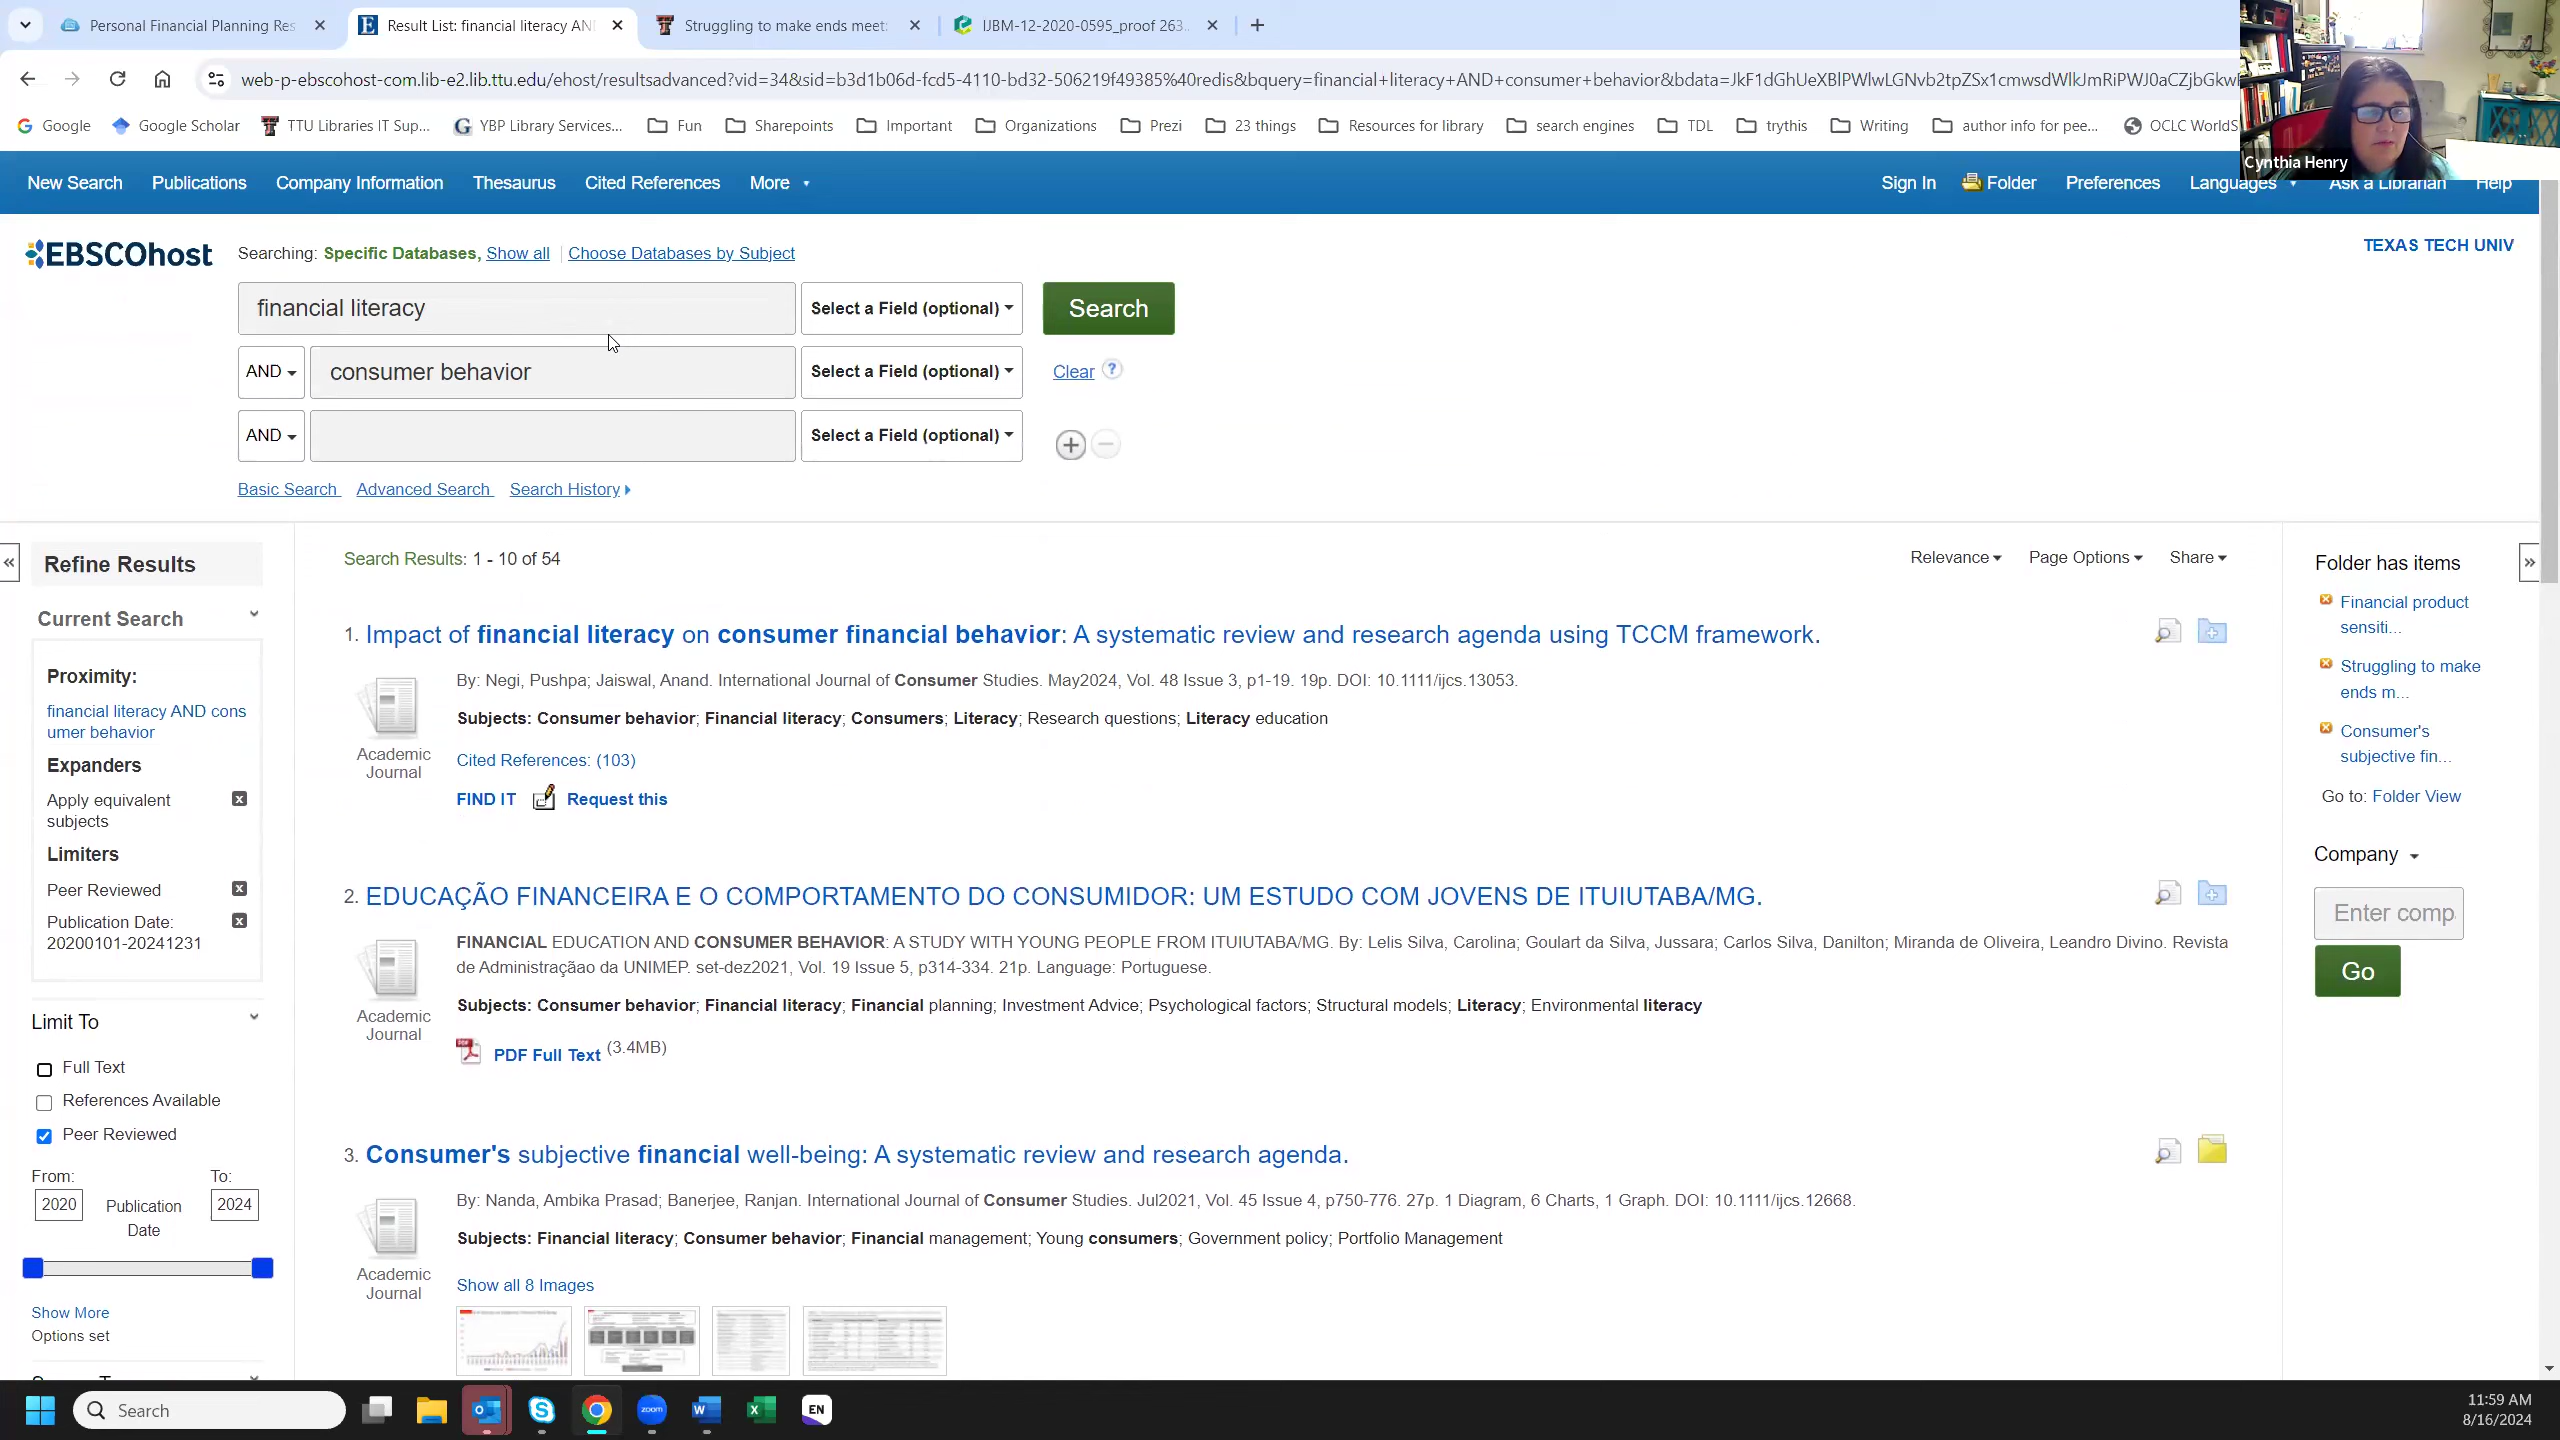 Personal Financial Planning Res
Result List: financial literacy AN
Struggling to make ends meet:
IJBM-12-2020-0595_proof 263..
web-p-ebscohost-com.lib-e2.lib.ttu.edu/ehost/resultsadvanced?vid=34&sid=b3d1b06d-fcd5-4110-bd32-506219f49385%40redis&bquery=financial+literacy+AND+consumer+behavior&bdata=JkF1dGhUeXBlPWlwLGNvb2tpZSx1cmwsdWlkJmRiPWJ0aCZjbGkw
Google
Google Scholar
TTU Libraries IT Sup...
YBP Library Services...
Fun
Sharepoints
Important
Organizations
Prezi
23 things
Resources for library
search engines
TDL
trythis
Writing
author info for pee...
OCLC WorldS
Cynthia Henry
New Search
Publications
Company Information
Thesaurus
Cited References
More
Sign In
Folder
Preferences
Languages
Ask a Librarian
Help
EBSCOhost
Searching: Specific Databases, Show all | Choose Databases by Subject
TEXAS TECH UNIV
financial literacy
Select a Field (optional)
Search
AND
consumer behavior
Select a Field (optional)
Clear ?
AND
Select a Field (optional)
Basic Search Advanced Search Search History
Refine Results
Current Search
Proximity:
financial literacy AND cons
umer behavior
Expanders
Apply equivalent
subjects
Limiters
Peer Reviewed
Publication Date:
20200101-20241231
Limit To
Full Text
References Available
Peer Reviewed
From:
To:
2020
Publication
Date
2024
Show More
Options set
Search Results: 1 - 10 of 54
Relevance
Page Options
Share
1. Impact of financial literacy on consumer financial behavior: A systematic review and research agenda using TCCM framework.
By: Negi, Pushpa; Jaiswal, Anand. International Journal of Consumer Studies. May2024, Vol. 48 Issue 3, p1-19. 19p. DOI: 10.1111/ijcs.13053.
Subjects: Consumer behavior; Financial literacy; Consumers; Literacy; Research questions; Literacy education
Academic
Journal
Cited References: (103)
FIND IT
Request this
2. EDUCAÇÃO FINANCEIRA E O COMPORTAMENTO DO CONSUMIDOR: UM ESTUDO COM JOVENS DE ITUIUTABA/MG.
FINANCIAL EDUCATION AND CONSUMER BEHAVIOR: A STUDY WITH YOUNG PEOPLE FROM ITUIUTABA/MG. By: Lelis Silva, Carolina; Goulart da Silva, Jussara; Carlos Silva, Danilton; Miranda de Oliveira, Leandro Divino. Revista
de Administraçãao da UNIMEP. set-dez2021, Vol. 19 Issue 5, p314-334. 21p. Language: Portuguese.
Subjects: Consumer behavior; Financial literacy; Financial planning; Investment Advice; Psychological factors; Structural models; Literacy; Environmental literacy
Academic
Journal
PDF Full Text (3.4MB)
3. Consumer's subjective financial well-being: A systematic review and research agenda.
By: Nanda, Ambika Prasad; Banerjee, Ranjan. International Journal of Consumer Studies. Jul2021, Vol. 45 Issue 4, p750-776. 27p. 1 Diagram, 6 Charts, 1 Graph. DOI: 10.1111/ijcs.12668.
Subjects: Financial literacy; Consumer behavior; Financial management; Young consumers; Government policy; Portfolio Management
Academic
Journal
Show all 8 Images
Folder has items
Financial product
sensiti...
Struggling to make
ends m...
Consumer's
subjective fin...
Go to: Folder View
Company
Enter comp
Go
Search
zoom
EN
11:59 AM
8/16/2024